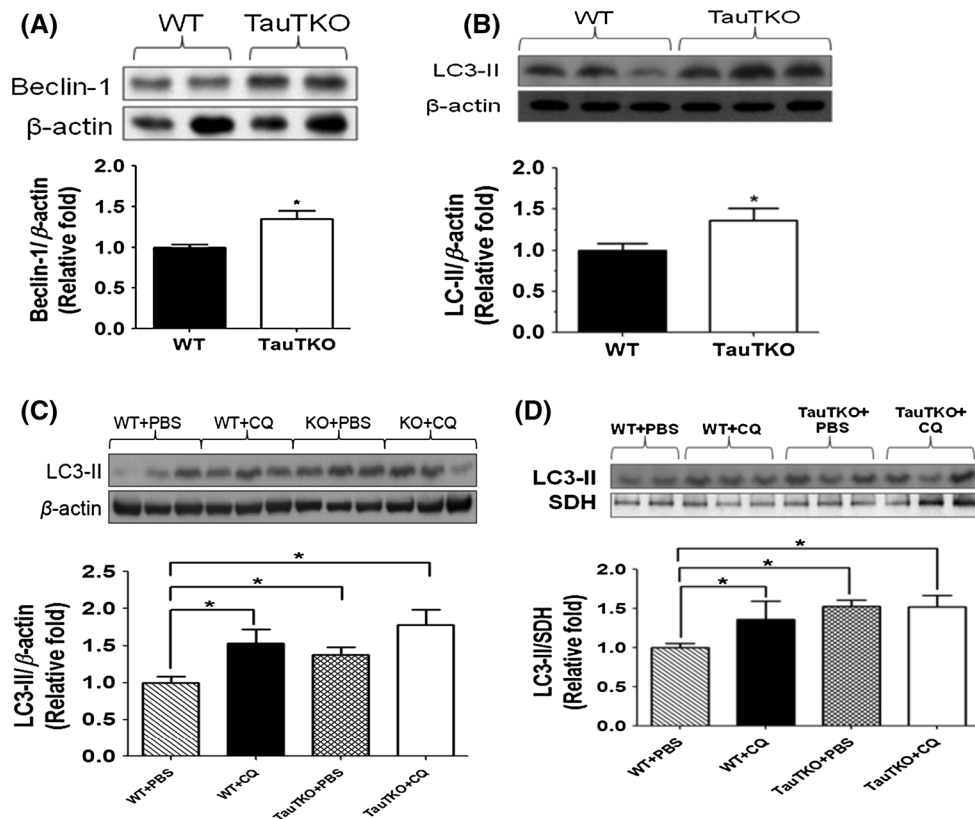 (A)
WT TauTKO
Beclin-1
β-actin
Beclin-1/β-actin
(Relative fold)
2.0
1.5
1.0
0.5
0.0
*
WT TauTKO
(B)
WT TauTKO
LC3-II
β-actin
LC-II/β-actin
(Relative fold)
2.0
1.5
1.0
0.5
0.0
*
WT TauTKO
(C)
WT+PBS WT+CQ KO+PBS KO+CQ
LC3-II
β-actin
LC3-II/β-actin
(Relative fold)
2.5
2.0
1.5
1.0
0.5
0.0
*
*
*
WT+PBS WT+CQ TauTKO+PBS TauTKO+CQ
(D)
WT+PBS WT+CQ TauTKO+ TauTKO+
PBS CQ
LC3-II
SDH
LC3-II/SDH
(Relative fold)
2.0
1.5
1.0
0.5
0.0
*
*
*
WT+PBS WT+CQ TauTKO+PBS TauTKO+CQ